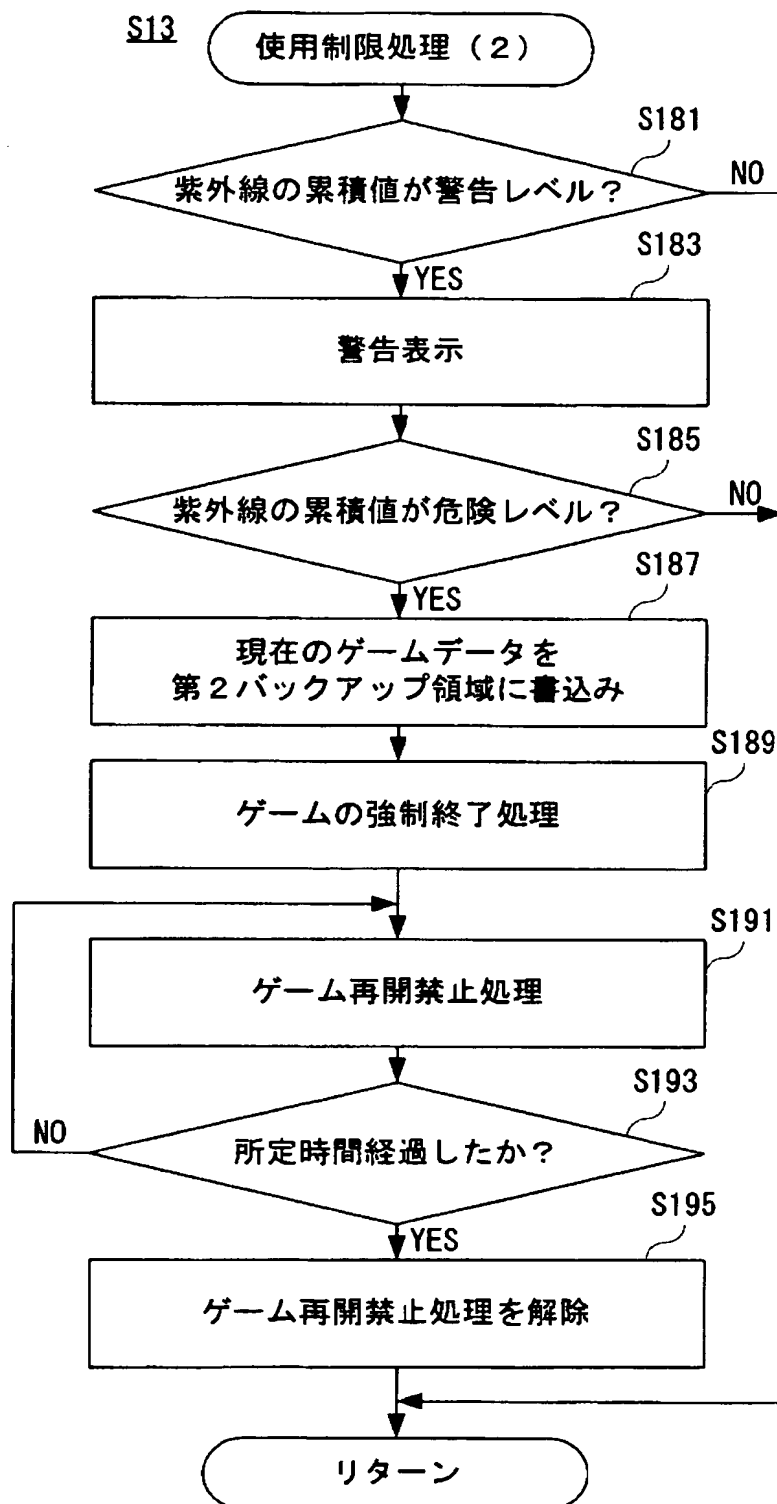 S13
使用制限処理（２）
S181
紫外線の累積値が警告レベル？
NO
YES
S183
警告表示
S185
紫外線の累積値が危険レベル？
NO
YES
S187
現在のゲームデータを
第２バックアップ領域に書込み
S189
ゲームの強制終了処理
S191
ゲーム再開禁止処理
S193
NO
所定時間経過したか？
YES
S195
ゲーム再開禁止処理を解除
リターン